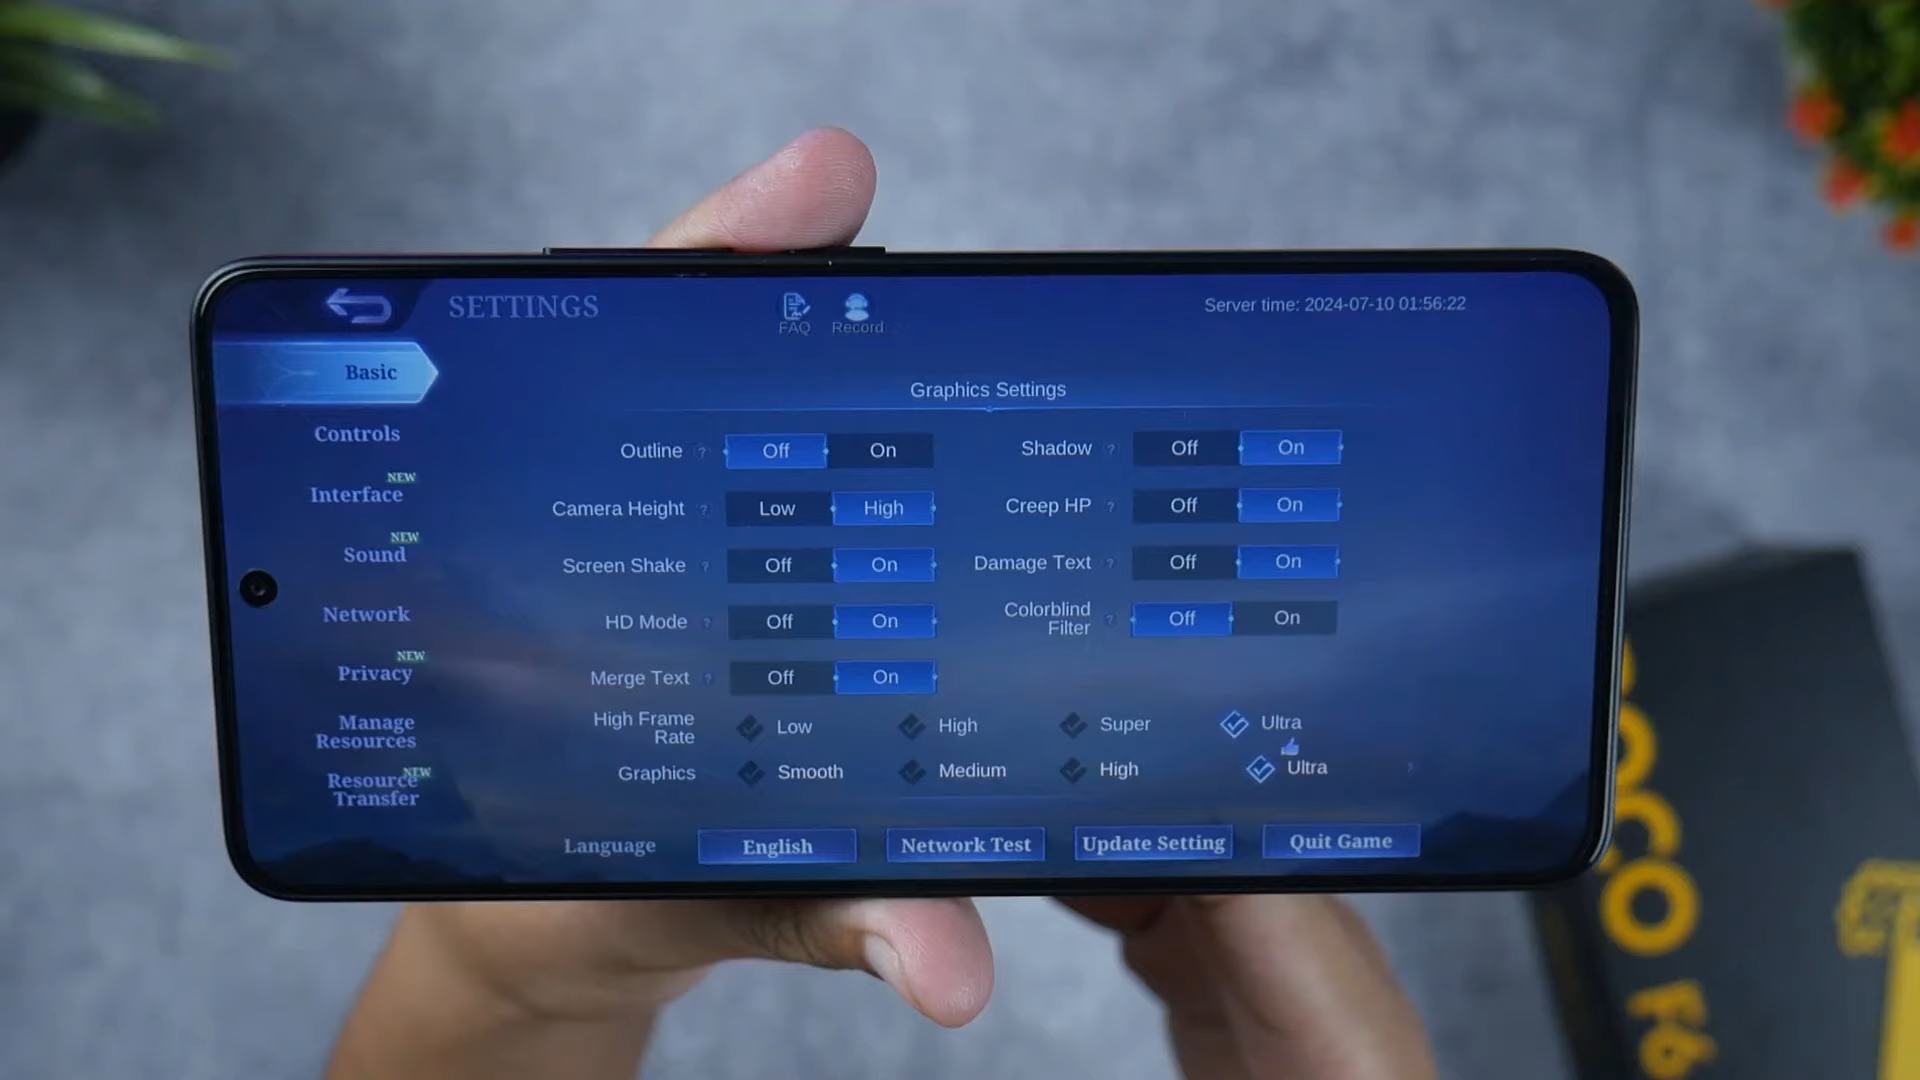 SETTINGS
FAQ
Record
Server time: 2024-07-10 01:56:22
Basic
Controls
NEW
Interface
NEW
Sound
Network
NEW
Privacy
Manage
Resources
NEW
Resource
Transfer
Graphics Settings
Outline ? Off On
Shadow ? Off On
Camera Height ? Low High
Creep HP ? Off On
Screen Shake ? Off On
Damage Text ? Off On
HD Mode ? Off On
Colorblind
Filter ? Off On
Merge Text ? Off On
High Frame
Rate Low High Super Ultra
Graphics Smooth Medium High Ultra
Language English Network Test Update Setting Quit Game
POCO F6